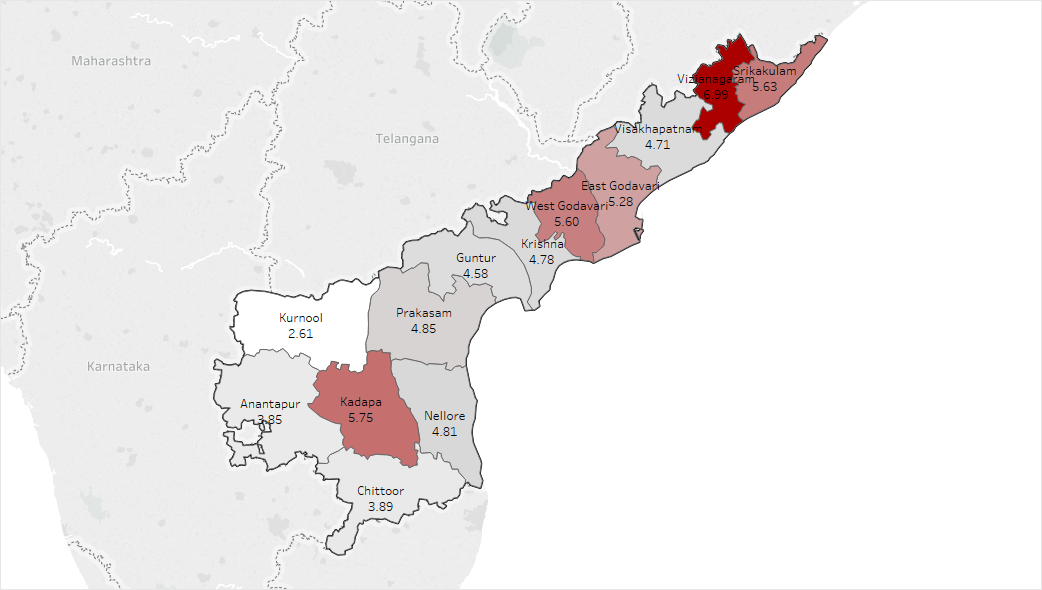 Maharashtra
Telangana
Karnataka
Vizianagaram
6.99
Srikakulam
5.63
Visakhapatnam
4.71
East Godavari
5.28
West Godavari
5.60
Krishna
4.78
Guntur
4.58
Prakasam
4.85
Kurnool
2.61
Kadapa
5.75
Anantapur
3.85
Nellore
4.81
Chittoor
3.89